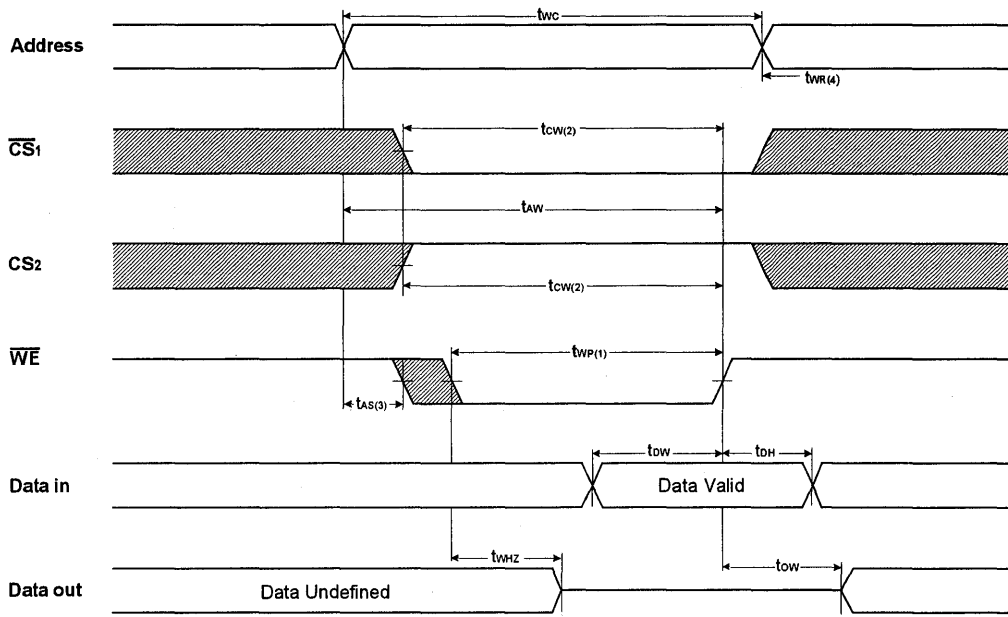 tWC
Address
tWR(4)
tCW(2)
CS1
tAW
CS2
tCW(2)
WE
tWP(1)
tAS(3)
tDW
tDH
Data in
Data Valid
tWHZ
tOW
Data out
Data Undefined